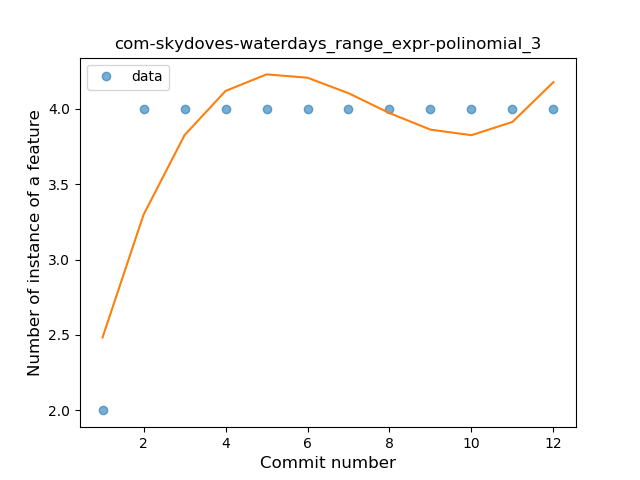 com-skydoves-waterdays_range_expr-polinomial_3
data
Number of instance of a feature
4.0
3.5
3.0
2.5
2.0
2 4 6 8 10 12
Commit number